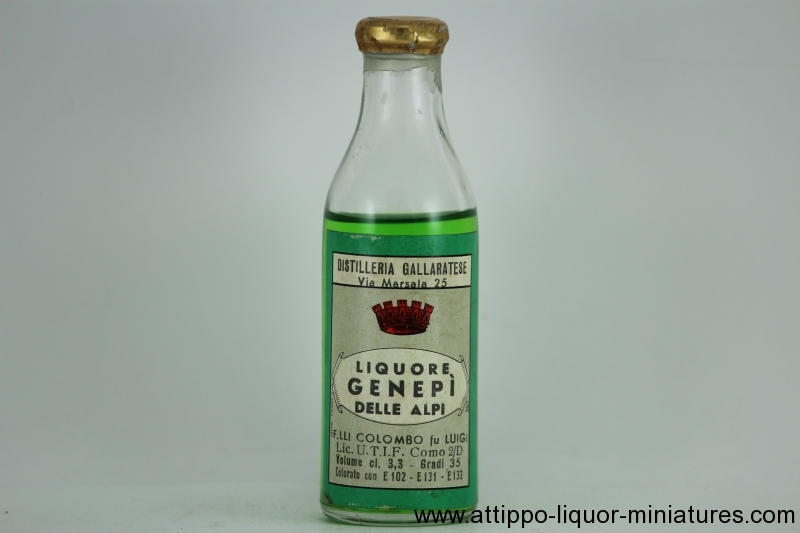 DISTILLERIA GALLARATESE
Via Marsala 25
LIQUORE
GENEPÌ
DELLE ALPI
F.LLI COLOMBO fu LUIGI
Lic. U.T.I.F. Como 2/D
Volume cl. 3,3 - Gradi 35
Colorato con E 102 - E 131 - E 132
www.attippo-liquor-miniatures.com